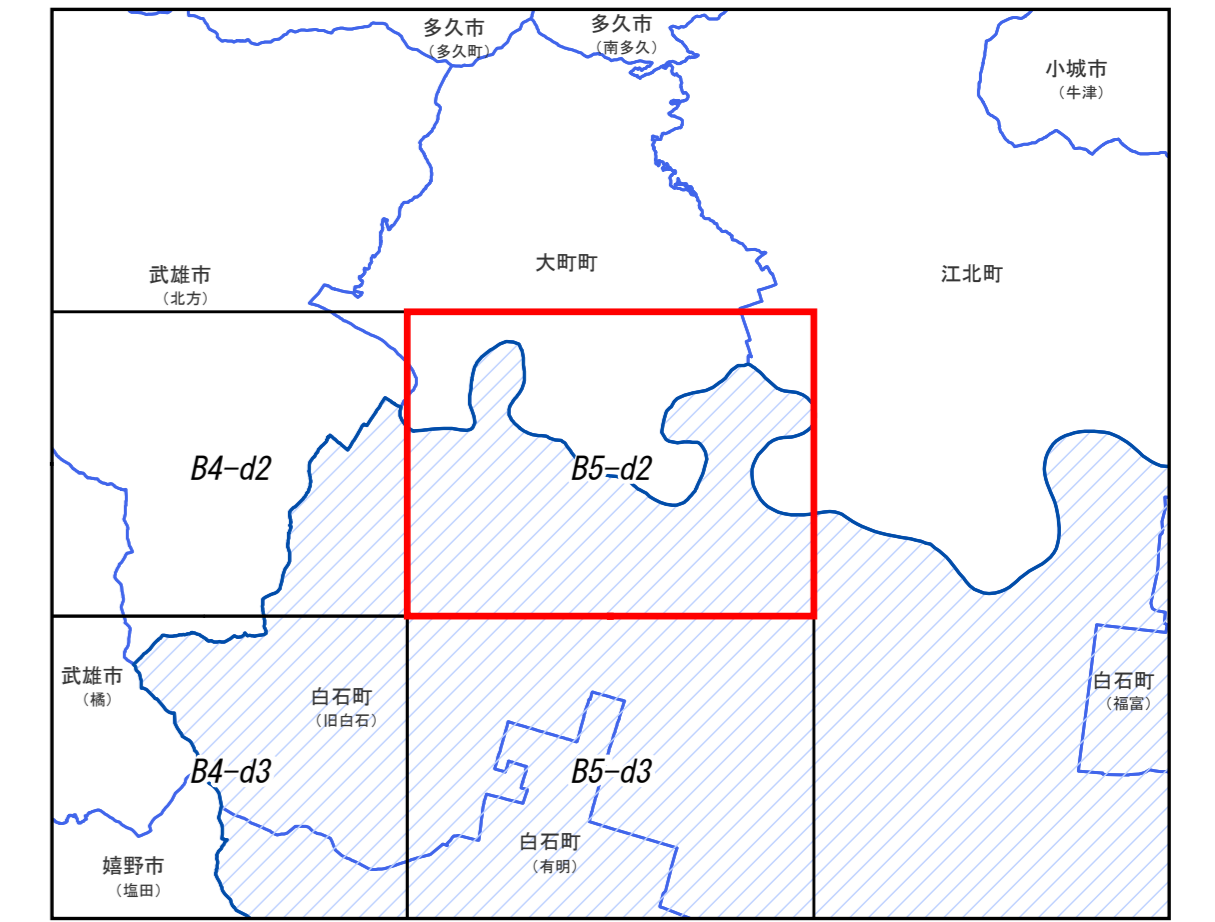 多久市
（多久町）
多久市
（南多久）
小城市
（牛津）
大町町
江北町
武雄市
（北方）
B4-d2
B5-d2
武雄市
（橘）
白石町
（旧白石）
白石町
（福富）
B4-d3
B5-d3
白石町
（有明）
嬉野市
（塩田）